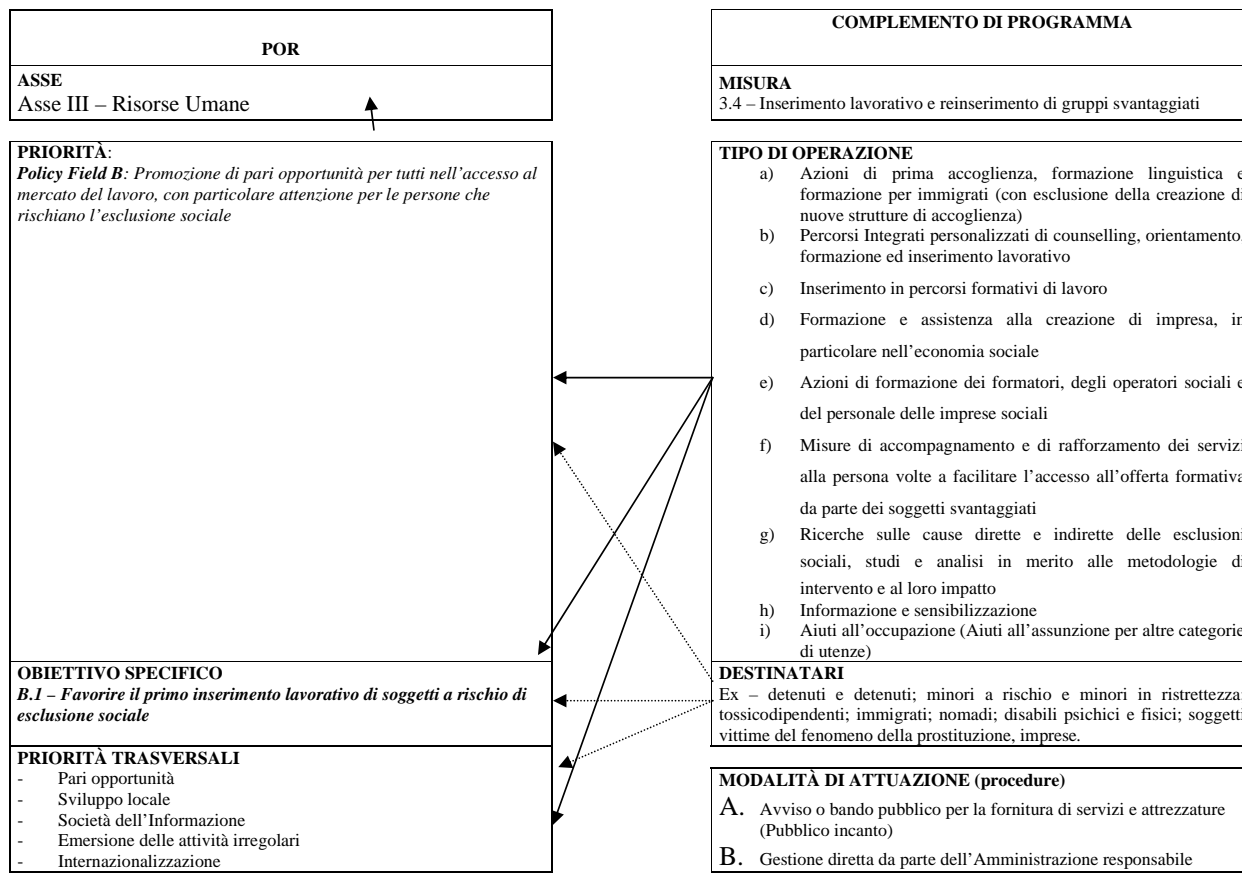 POR
ASSE
Asse III – Risorse Umane
PRIORITÀ:
Policy Field B: Promozione di pari opportunità per tutti nell'accesso al
mercato del lavoro, con particolare attenzione per le persone che
rischiano l'esclusione sociale
OBIETTIVO SPECIFICO
B.1 – Favorire il primo inserimento lavorativo di soggetti a rischio di
esclusione sociale
PRIORITÀ TRASVERSALI
- Pari opportunità
- Sviluppo locale
- Società dell'Informazione
- Emersione delle attività irregolari
- Internazionalizzazione
COMPLEMENTO DI PROGRAMMA
MISURA
3.4 – Inserimento lavorativo e reinserimento di gruppi svantaggiati
TIPO DI OPERAZIONE
a) Azioni di prima accoglienza, formazione linguistica e
formazione per immigrati (con esclusione della creazione di
nuove strutture di accoglienza)
b) Percorsi Integrati personalizzati di counselling, orientamento,
formazione ed inserimento lavorativo
c) Inserimento in percorsi formativi di lavoro
d) Formazione e assistenza alla creazione di impresa, in
particolare nell'economia sociale
e) Azioni di formazione dei formatori, degli operatori sociali e
del personale delle imprese sociali
f) Misure di accompagnamento e di rafforzamento dei servizi
alla persona volte a facilitare l'accesso all'offerta formativa
da parte dei soggetti svantaggiati
g) Ricerche sulle cause dirette e indirette delle esclusioni
sociali, studi e analisi in merito alle metodologie di
intervento e al loro impatto
h) Informazione e sensibilizzazione
i) Aiuti all'occupazione (Aiuti all'assunzione per altre categorie
di utenze)
DESTINATARI
Ex – detenuti e detenuti; minori a rischio e minori in ristrettezza;
tossicodipendenti; immigrati; nomadi; disabili psichici e fisici; soggetti
vittime del fenomeno della prostituzione, imprese.
MODALITÀ DI ATTUAZIONE (procedure)
A. Avviso o bando pubblico per la fornitura di servizi e attrezzature
(Pubblico incanto)
B. Gestione diretta da parte dell'Amministrazione responsabile